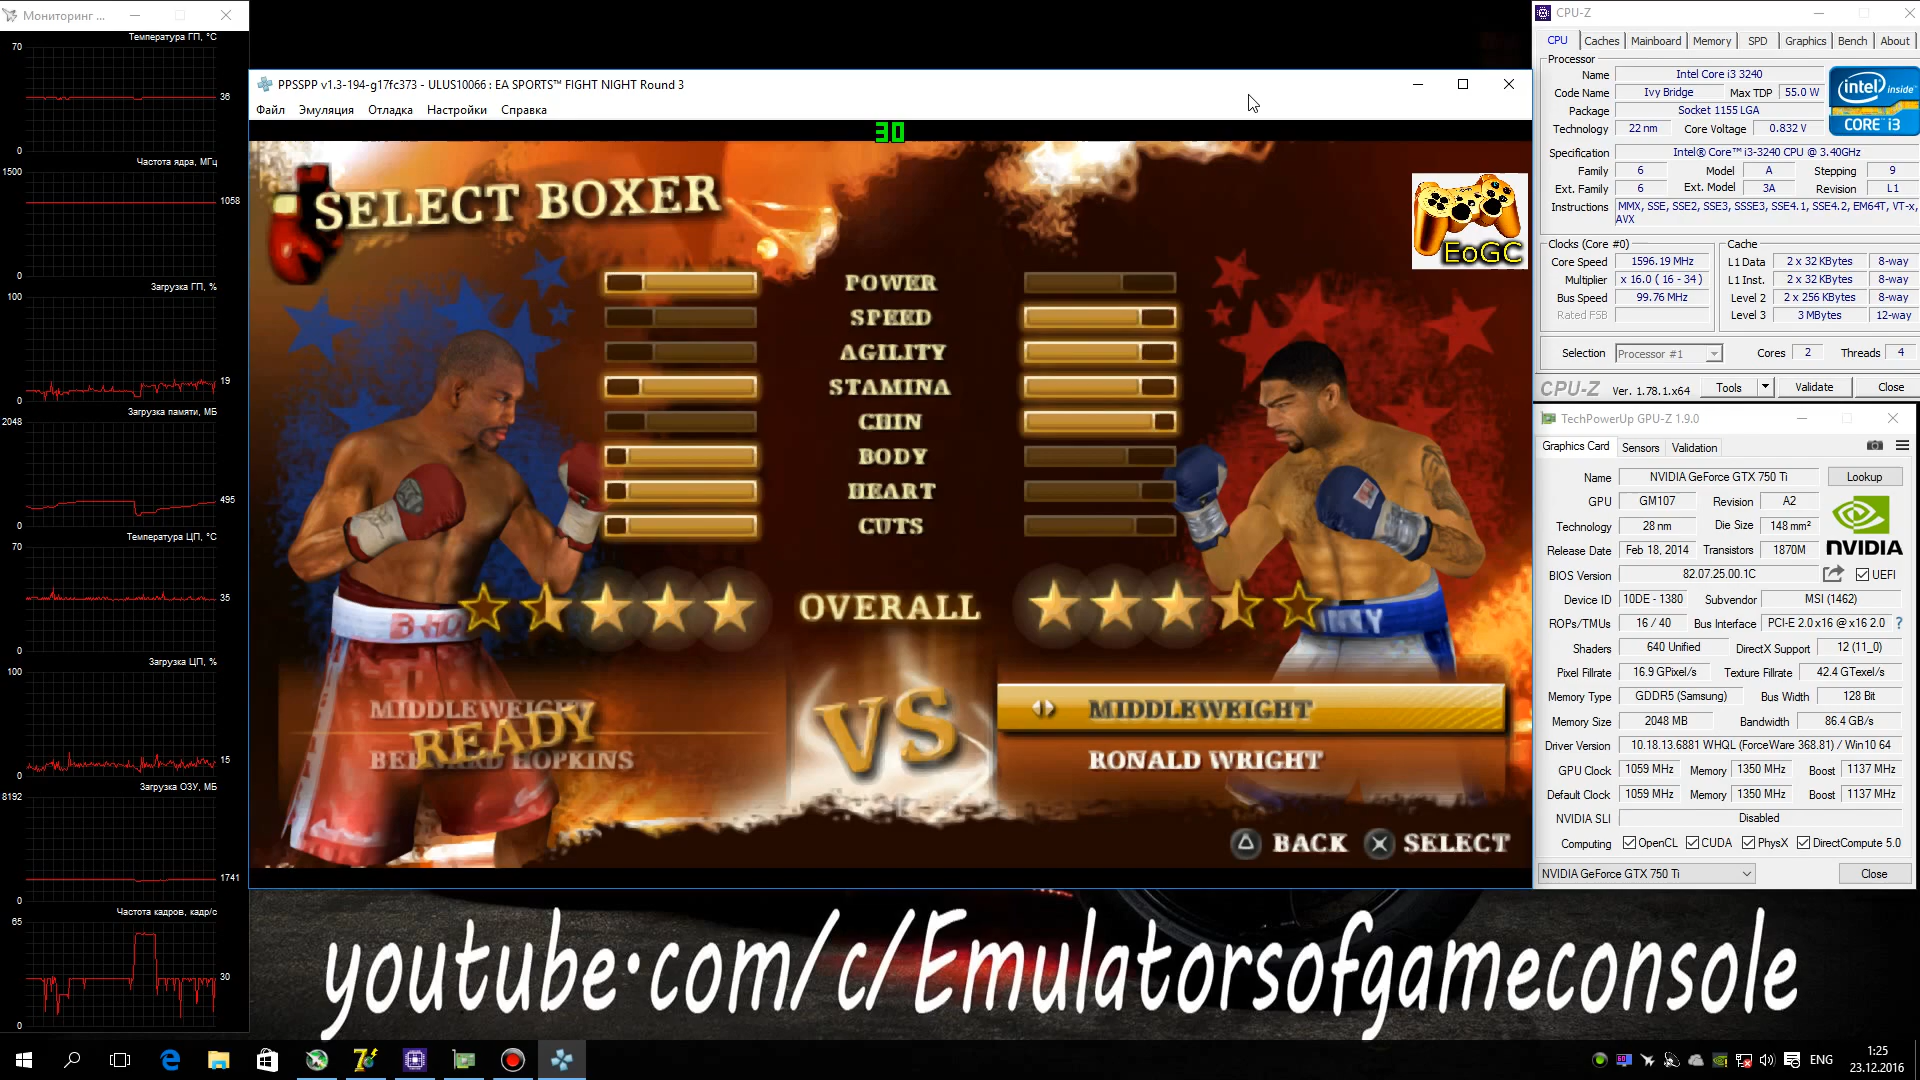 Мониторинг ...
Температура ГП, °C
70
36
0
Частота ядра, МГц
1500
1058
0
Загрузка ГП, %
100
19
0
Загрузка памяти, МБ
2048
495
0
Температура ЦП, °C
70
35
0
Загрузка ЦП, %
100
15
0
Загрузка ОЗУ, МБ
8192
1741
0
Частота кадров, кадр/с
65
30
0
PPSSPP v1.3-194-g17fc373 - ULUS10066 : EA SPORTS™ FIGHT NIGHT Round 3
Файл Эмуляция Отладка Настройки Справка
30
SELECT BOXER
EoGC
POWER
SPEED
AGILITY
STAMINA
CHIN
BODY
HEART
CUTS
OVERALL
B-HO
MIDDLEWEIGHT
READY
BERNARD HOPKINS
VS
MIDDLEWEIGHT
RONALD WRIGHT
BACK SELECT
CPU-Z
CPU Caches Mainboard Memory SPD Graphics Bench About
Processor
Name Intel Core i3 3240
Code Name Ivy Bridge Max TDP 55.0 W
Package Socket 1155 LGA
Technology 22 nm Core Voltage 0.832 V
intel inside
CORE i3
Specification Intel® Core™ i3-3240 CPU @ 3.40GHz
Family 6 Model A Stepping 9
Ext. Family 6 Ext. Model 3A Revision L1
Instructions MMX, SSE, SSE2, SSE3, SSSE3, SSE4.1, SSE4.2, EM64T, VT-x, AVX
Clocks (Core #0)
Core Speed 1596.19 MHz
Multiplier x 16.0 ( 16 - 34 )
Bus Speed 99.76 MHz
Rated FSB
Cache
L1 Data 2 x 32 KBytes 8-way
L1 Inst. 2 x 32 KBytes 8-way
Level 2 2 x 256 KBytes 8-way
Level 3 3 MBytes 12-way
Selection Processor #1 Cores 2 Threads 4
CPU-Z Ver. 1.78.1.x64 Tools Validate Close
TechPowerUp GPU-Z 1.9.0
Graphics Card Sensors Validation
Name NVIDIA GeForce GTX 750 Ti Lookup
GPU GM107 Revision A2
Technology 28 nm Die Size 148 mm²
Release Date Feb 18, 2014 Transistors 1870M
NVIDIA
BIOS Version 82.07.25.00.1C UEFI
Device ID 10DE - 1380 Subvendor MSI (1462)
ROPs/TMUs 16 / 40 Bus Interface PCI-E 2.0 x16 @ x16 2.0 ?
Shaders 640 Unified DirectX Support 12 (11_0)
Pixel Fillrate 16.9 GPixel/s Texture Fillrate 42.4 GTexel/s
Memory Type GDDR5 (Samsung) Bus Width 128 Bit
Memory Size 2048 MB Bandwidth 86.4 GB/s
Driver Version 10.18.13.6881 WHQL (ForceWare 368.81) / Win10 64
GPU Clock 1059 MHz Memory 1350 MHz Boost 1137 MHz
Default Clock 1059 MHz Memory 1350 MHz Boost 1137 MHz
NVIDIA SLI Disabled
Computing OpenCL CUDA PhysX DirectCompute 5.0
NVIDIA GeForce GTX 750 Ti Close
youtube.com/c/Emulatorsofgameconsole
ENG
1:25
23.12.2016